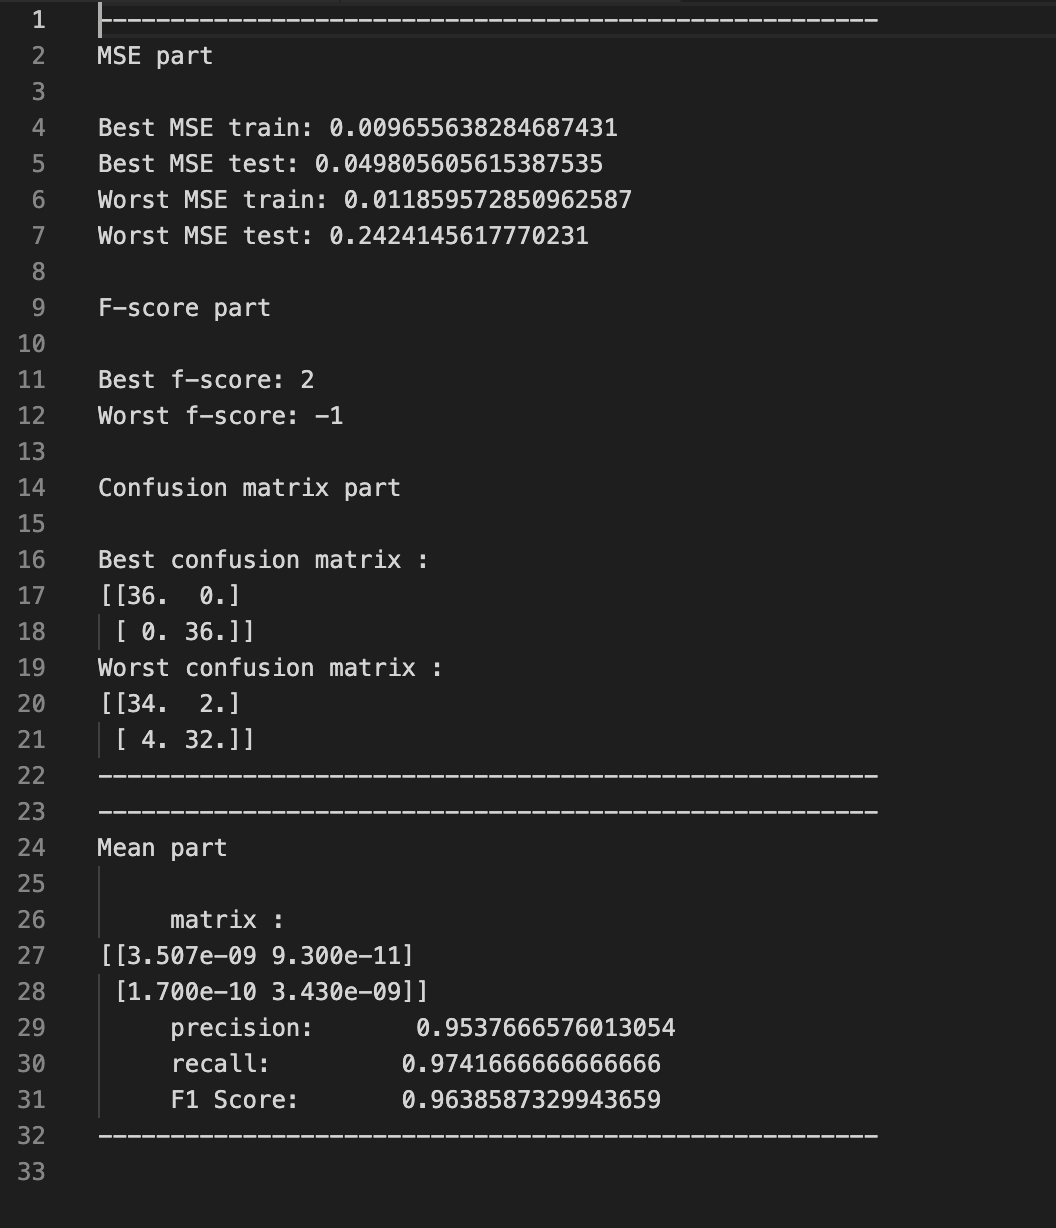 1 ------------------------------------------------------
2 MSE part
3
4 Best MSE train: 0.009655638284687431
5 Best MSE test: 0.049805605615387535
6 Worst MSE train: 0.011859572850962587
7 Worst MSE test: 0.2424145617770231
8
9 F-score part
10
11 Best f-score: 2
12 Worst f-score: -1
13
14 Confusion matrix part
15
16 Best confusion matrix :
17 [[36.  0.]
18  [ 0. 36.]]
19 Worst confusion matrix :
20 [[34.  2.]
21  [ 4. 32.]]
22 ------------------------------------------------------
23 ------------------------------------------------------
24 Mean part
25
26      matrix :
27 [[3.507e-09 9.300e-11]
28  [1.700e-10 3.430e-09]]
29      precision:       0.9537666576013054
30      recall:         0.9741666666666666
31      F1 Score:       0.9638587329943659
32 ------------------------------------------------------
33